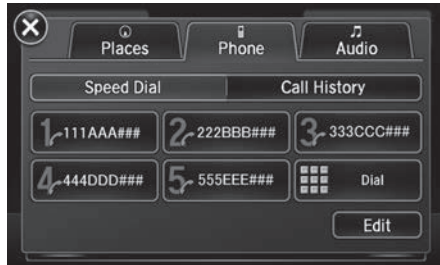 Places Phone Audio
Speed Dial Call History
1 111AAA### 2 222BBB### 3 333CCC###
4 444DDD### 5 555EEE### Dial
Edit